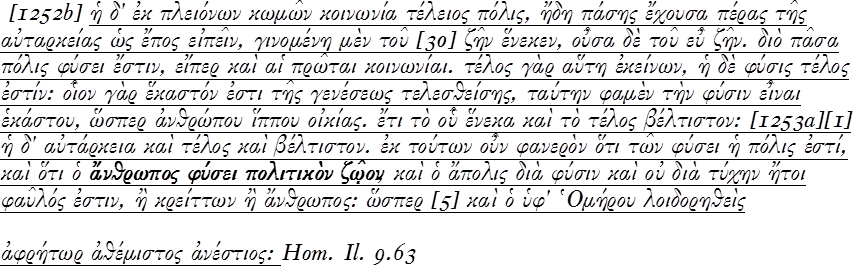 [1252b] ἡ δ' ἐκ πλειόνων κωμῶν κοινωνία τέλειος πόλις, ἤδη πάσης ἔχουσα πέρας τῆς
αὐταρκείας ὡς ἔπος εἰπεῖν, γινομένη μὲν τοῦ [30] ζῆν ἕνεκεν, οὖσα δὲ τοῦ εὖ ζῆν. διὸ πᾶσα
πόλις φύσει ἔστιν, εἴπερ καὶ αἱ πρῶται κοινωνίαι. τέλος γὰρ αὕτη ἐκείνων, ἡ δὲ φύσις τέλος
ἐστίν: οἷον γὰρ ἕκαστόν ἐστι τῆς γενέσεως τελεσθείσης, ταύτην φαμὲν τὴν φύσιν εἶναι
ἑκάστου, ὥσπερ ἀνθρώπου ἵππου οἰκίας. ἔτι τὸ οὗ ἕνεκα καὶ τὸ τέλος βέλτιστον: [1253a][1]
ἡ δ' αὐτάρκεια καὶ τέλος καὶ βέλτιστον. ἐκ τούτων οὖν φανερὸν ὅτι τῶν φύσει ἡ πόλις ἐστί,
καὶ ὅτι ὁ ἄνθρωπος φύσει πολιτικὸν ζῷον, καὶ ὁ ἄπολις διὰ φύσιν καὶ οὐ διὰ τύχην ἤτοι
φαῦλός ἐστιν, ἢ κρείττων ἢ ἄνθρωπος: ὥσπερ [5] καὶ ὁ ὑφ' Ὁμήρου λοιδορηθεὶς
ἀφρήτωρ ἀθέμιστος ἀνέστιος: Hom. Il. 9.63